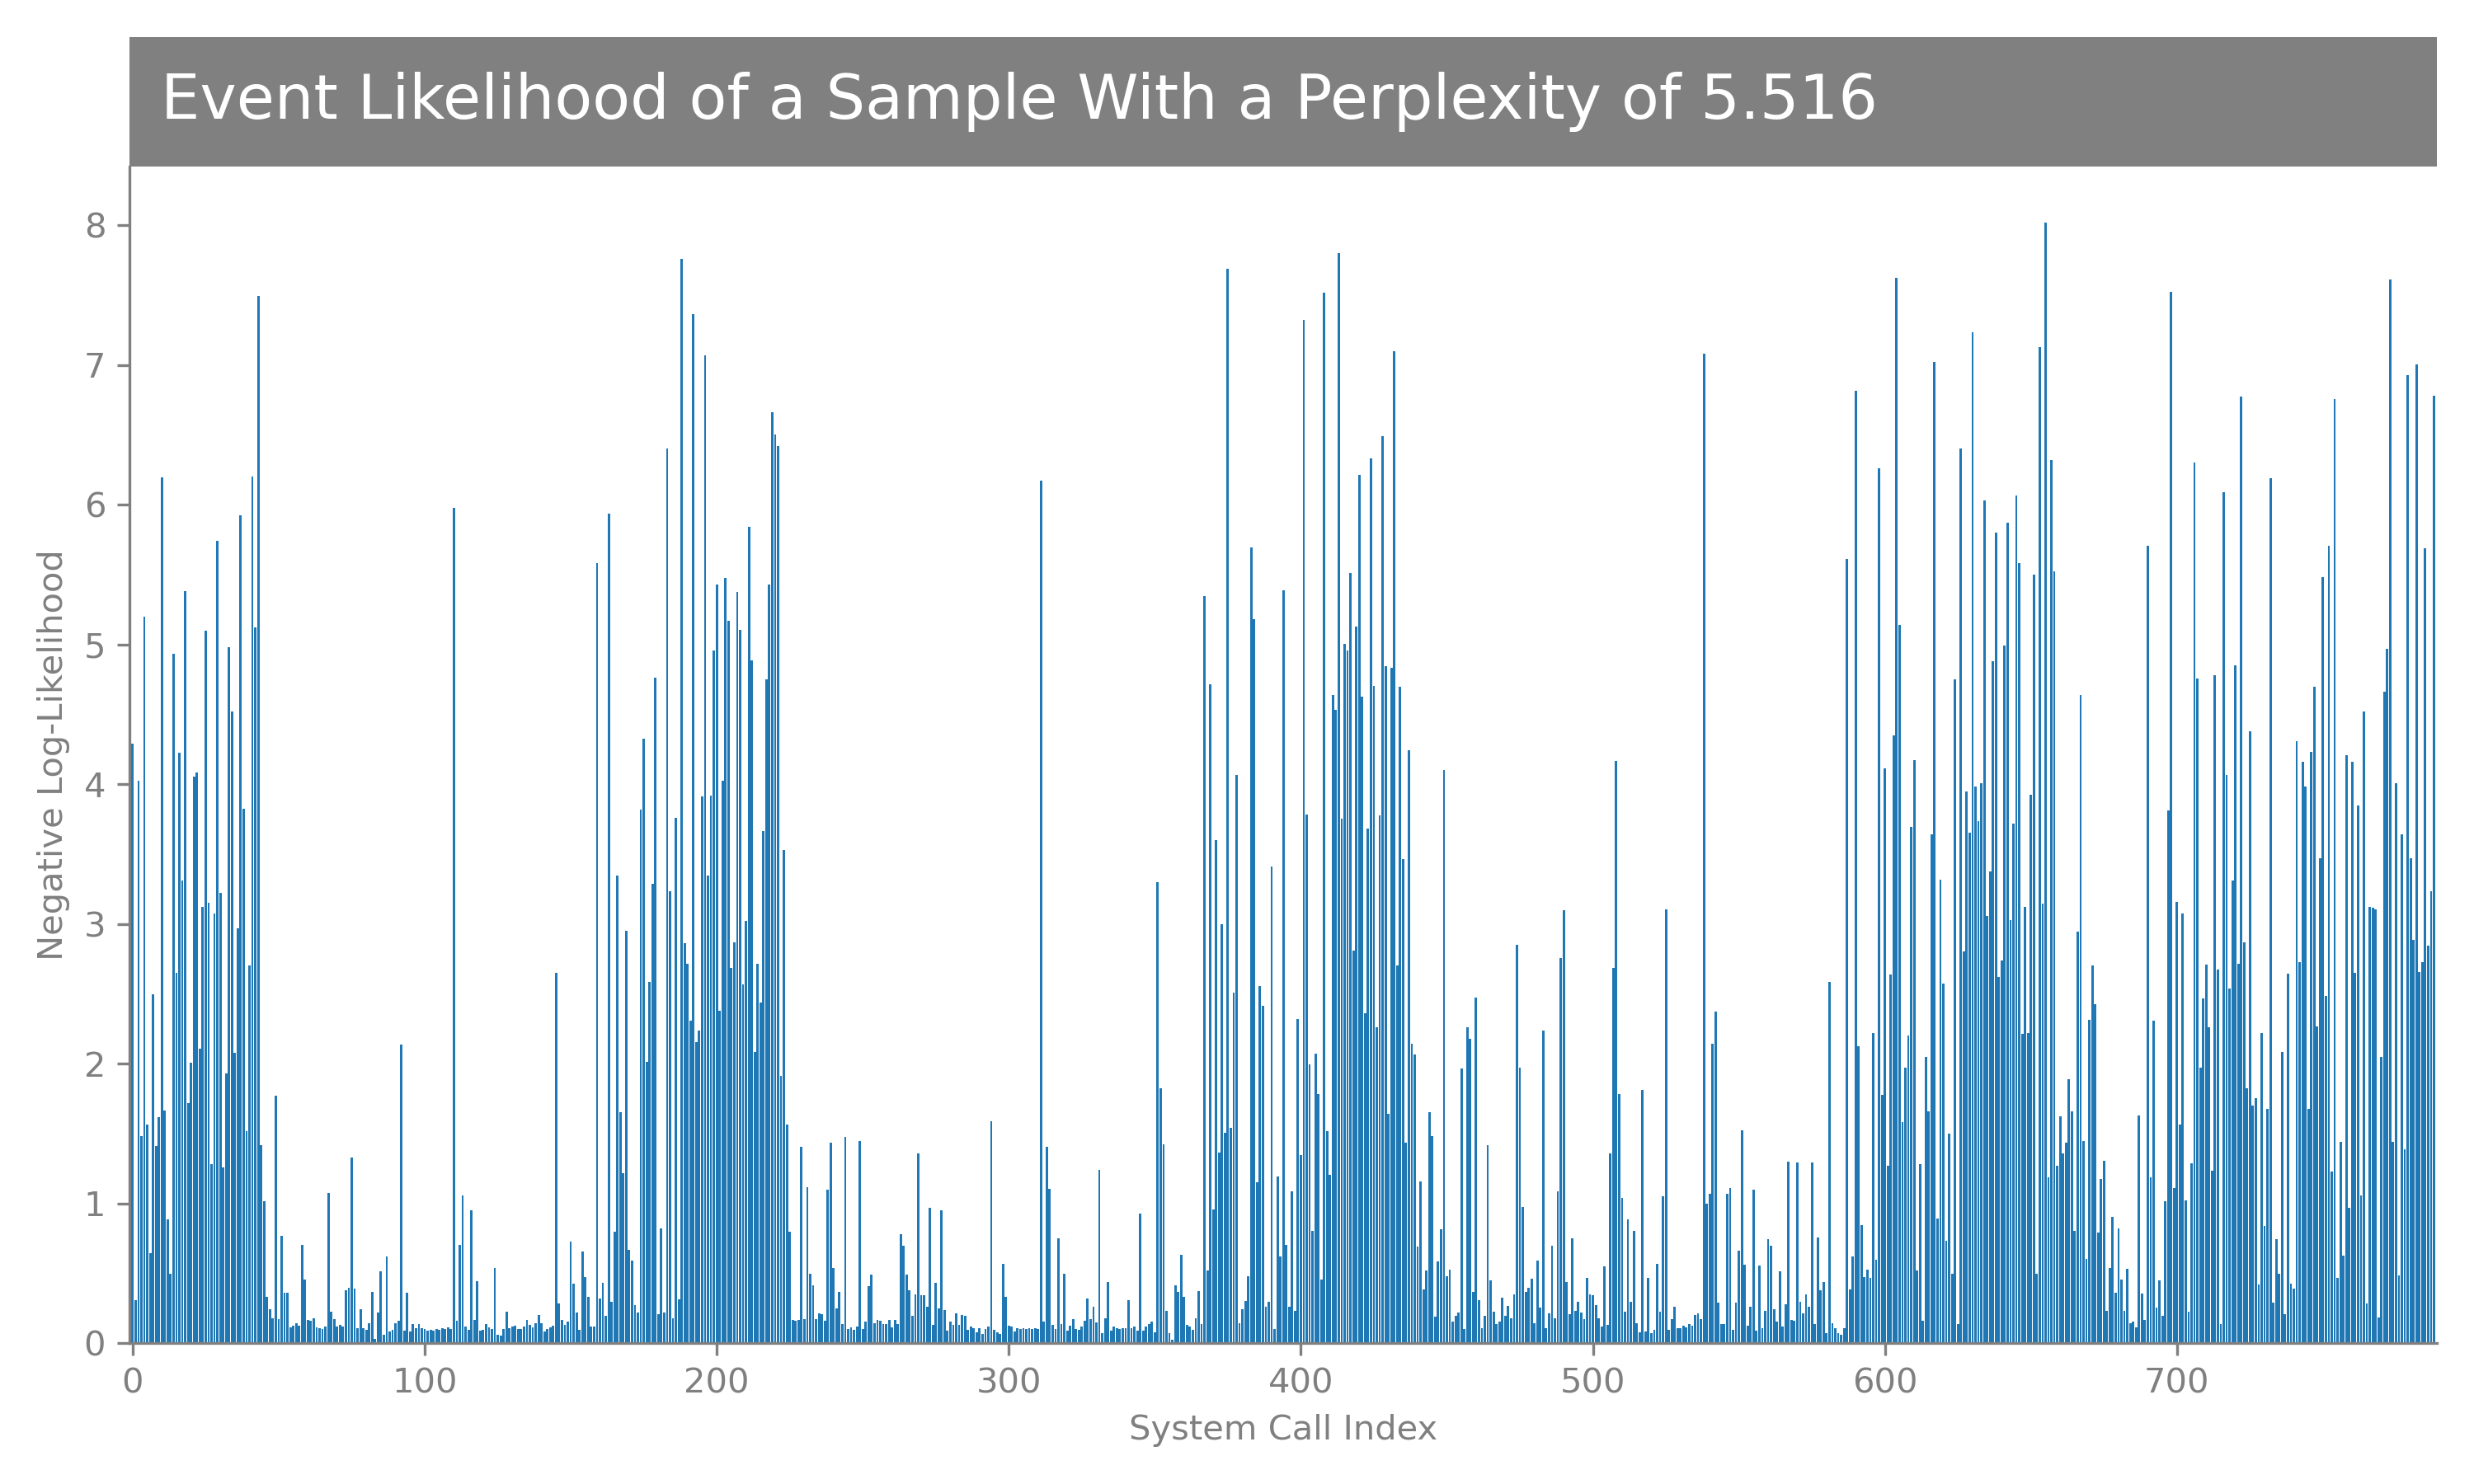 Event Likelihood of a Sample With a Perplexity of 5.516
8
7
6
5
4
3
2
1
0
Negative Log-Likelihood
0 100 200 300 400 500 600 700
System Call Index